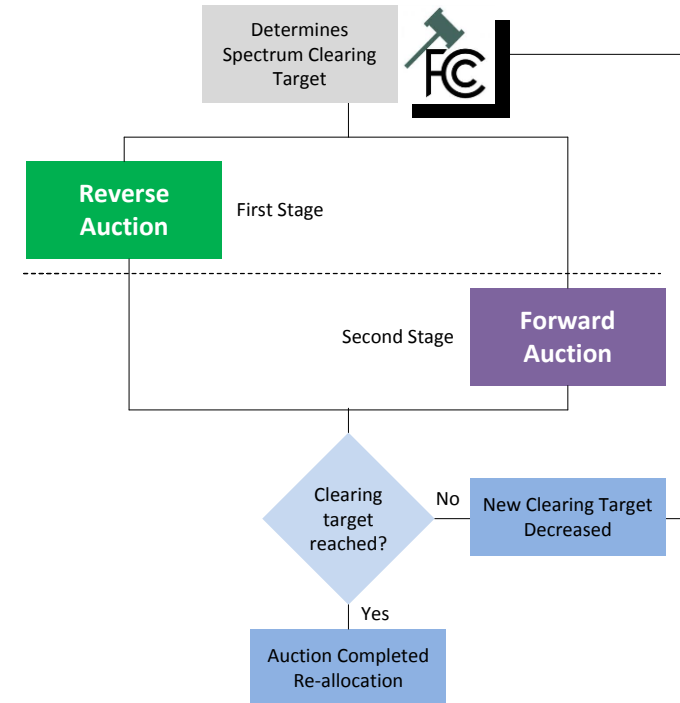 Determines
Spectrum Clearing
Target
FCC
Reverse
Auction
First Stage
Second Stage
Forward
Auction
Clearing
target
reached?
No
New Clearing Target
Decreased
Yes
Auction Completed
Re-allocation